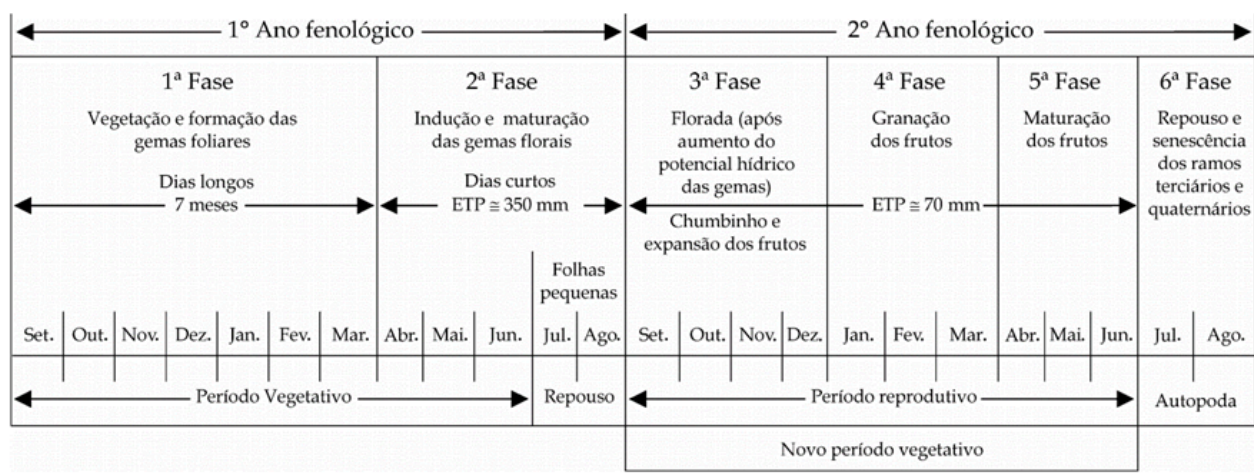 1° Ano fenológico
2° Ano fenológico
1ª Fase
Vegetação e formação das
gemas foliares
Dias longos
7 meses
2ª Fase
Indução e maturação
das gemas florais
Dias curtos
ETP ≅ 350 mm
Folhas
pequenas
3ª Fase
Florada (após
aumento do
potencial hídrico
das gemas)
Chumbinho e
expansão dos frutos
4ª Fase
Granação
dos frutos
ETP ≅ 70 mm
5ª Fase
Maturação
dos frutos
6ª Fase
Repouso e
senescência
dos ramos
terciários e
quaternários
Set. Out. Nov. Dez. Jan. Fev. Mar. Abr. Mai. Jun. Jul. Ago. Set. Out. Nov. Dez. Jan. Fev. Mar. Abr. Mai. Jun. Jul. Ago.
Período Vegetativo
Repouso
Período reprodutivo
Autopoda
Novo período vegetativo